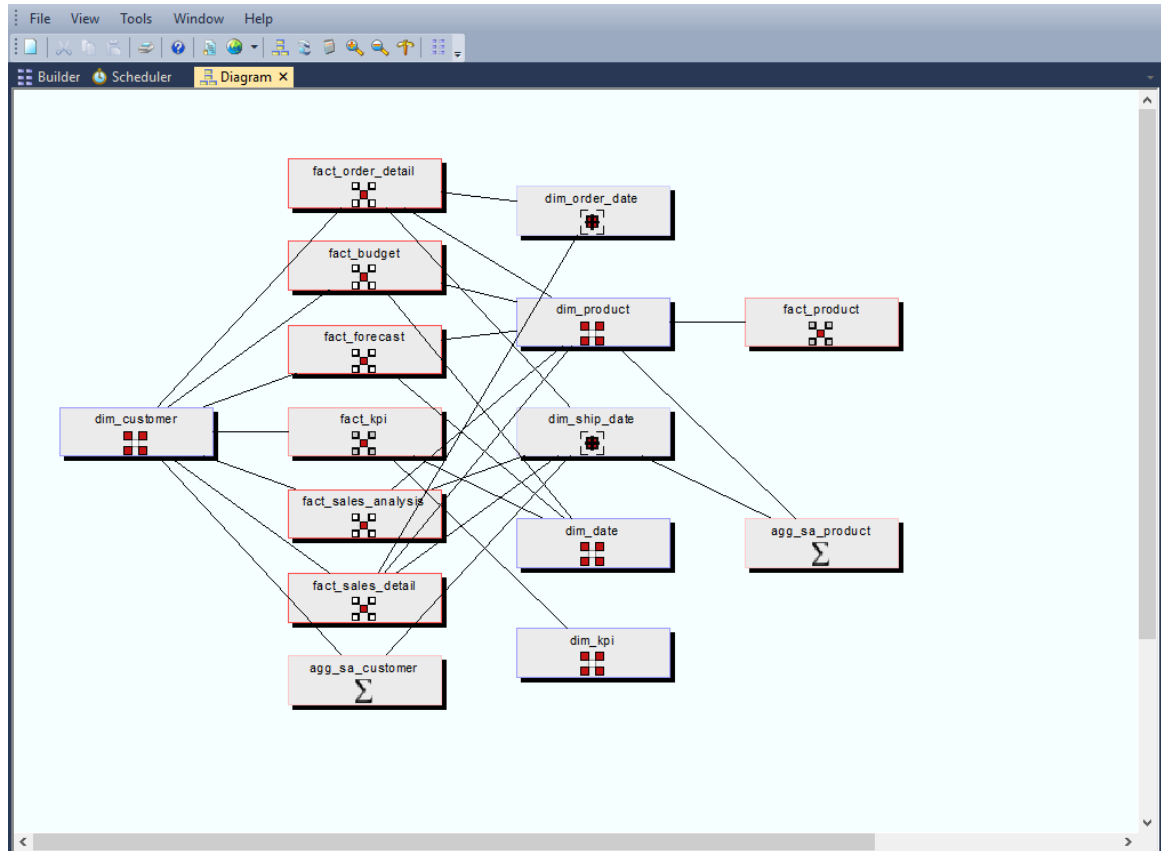 File View Tools Window Help
Builder Scheduler Diagram
fact_order_detail
dim_order_date
fact_budget
dim_product
fact_product
fact_forecast
dim_customer
fact_kpi
dim_ship_date
fact_sales_analysis
dim_date
agg_sa_product
fact_sales_detail
dim_kpi
agg_sa_customer